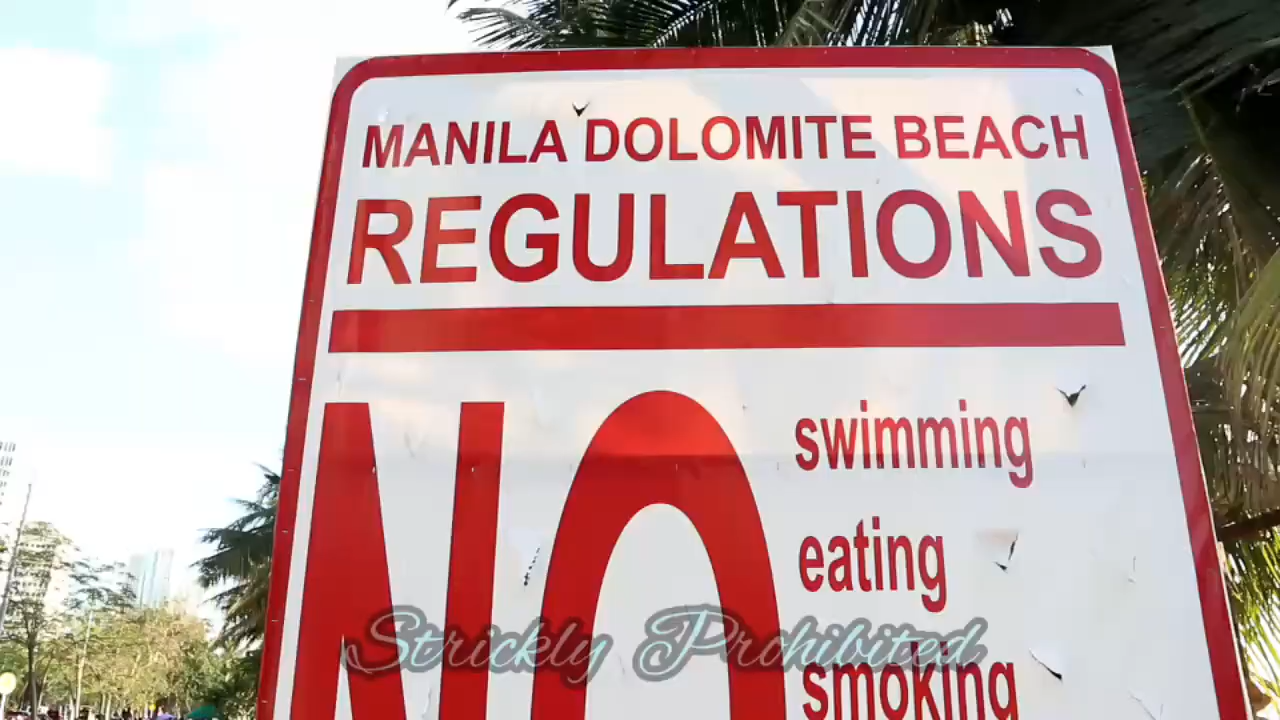 MANILA DOLOMITE BEACH
REGULATIONS
NO
swimming
eating
smoking
Strickly Prohibited